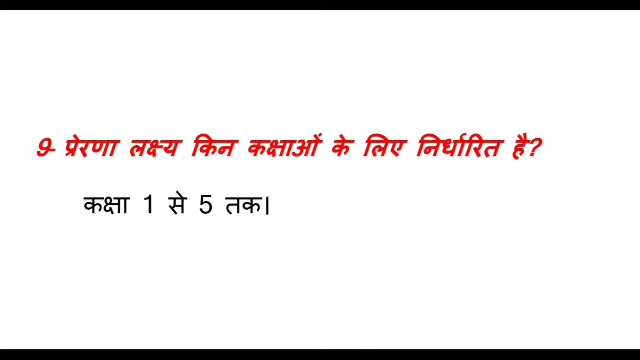 9- प्रेरणा लक्ष्य किन कक्षाओं के लिए निर्धारित है?
कक्षा 1 से 5 तक।